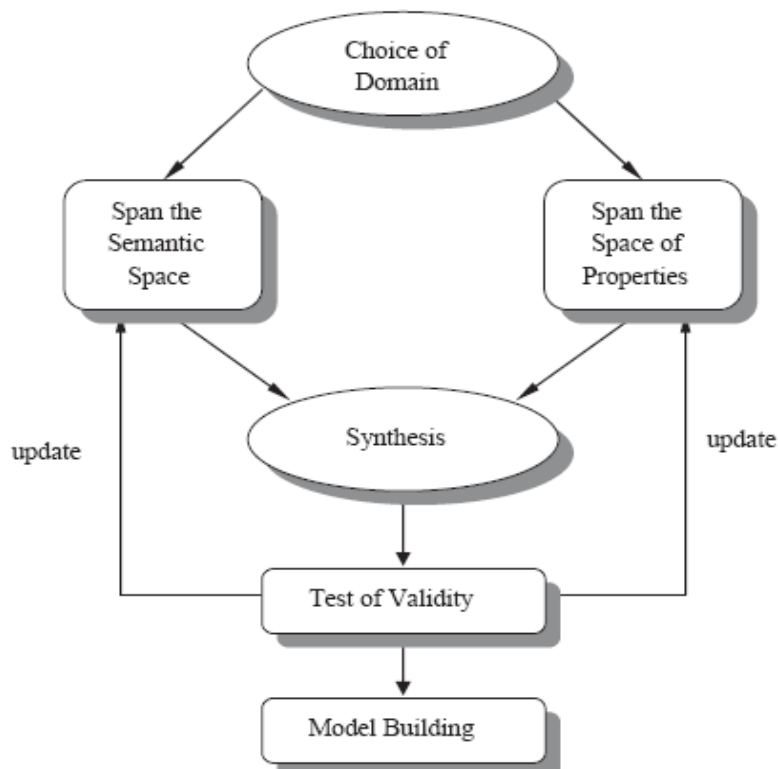 Choice of
Domain
Span the
Semantic
Space
Span the
Space of
Properties
Synthesis
update
update
Test of Validity
Model Building